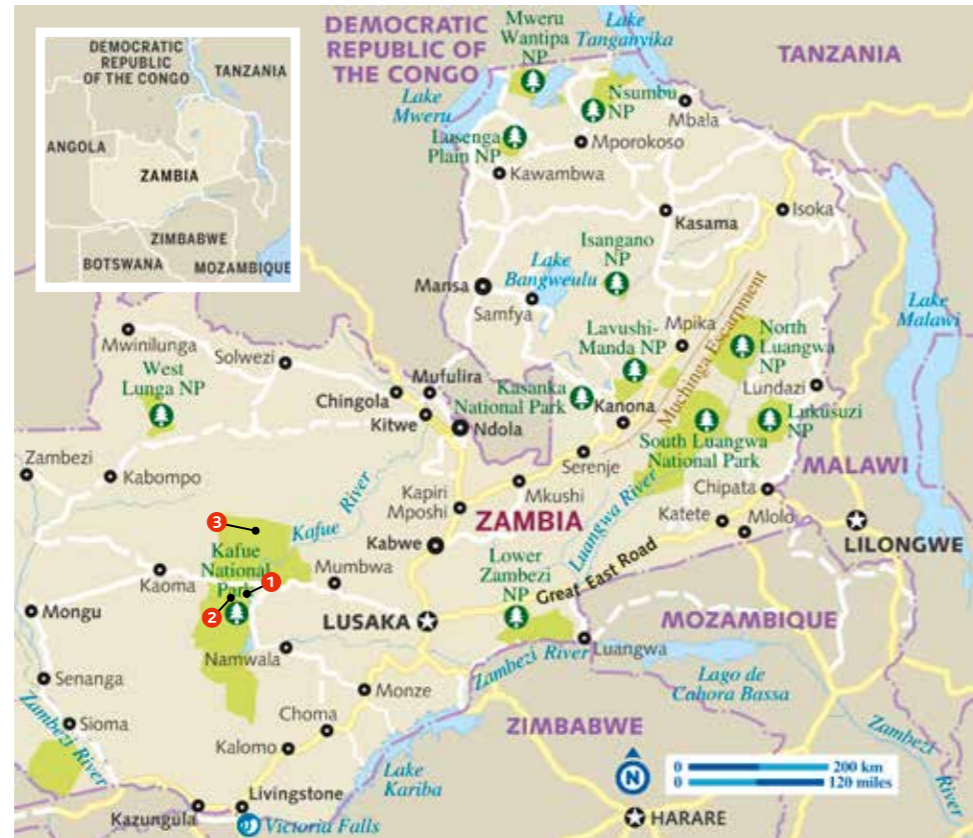 DEMOCRATIC
REPUBLIC
OF THE CONGO
TANZANIA
ANGOLA
ZAMBIA
ZIMBABWE
BOTSWANA
MOZAMBIQUE
DEMOCRATIC
REPUBLIC OF
THE CONGO
Mweru
Wantipa
NP
Lake
Tanganyika
TANZANIA
Lake
Mweru
Nsumbu
NP
Mbala
Lusenga
Plain NP
Mporokoso
Kawambwa
Kasama
Isoka
Isangano
NP
Lake
Bangweulu
Mansa
Samfya
Lake
Malawi
Mwinilunga
Solwezi
West
Lunga NP
Lavushi-
Manda NP
Mpika
Muchinga Escarpment
North
Luangwa
NP
Lundazi
Chingola
Mufulira
Kitwe
Ndola
Kasanka
National Park
Kanona
Lukusuzi
NP
South Luangwa
National Park
Serenje
MALAWI
Zambezi
Kabompo
Kafue
River
Kapiri
Mposhi
Mkushi
Luangwa River
Chipata
Katete
Mlolo
ZAMBIA
LILONGWE
3
Kafue
National
Park
1
2
Kabwe
Lower
Zambezi
NP
Great East Road
Kaoma
Mumbwa
Mongu
LUSAKA
MOZAMBIQUE
Namwala
Zambezi River
Luangwa
Senanga
Monze
Lago de
Cahora Bassa
Sioma
Zambezi River
Choma
Kalomo
ZIMBABWE
Zambezi
River
Lake
Kariba
N
0 200 km
0 120 miles
Livingstone
Kazungula
Victoria Falls
HARARE